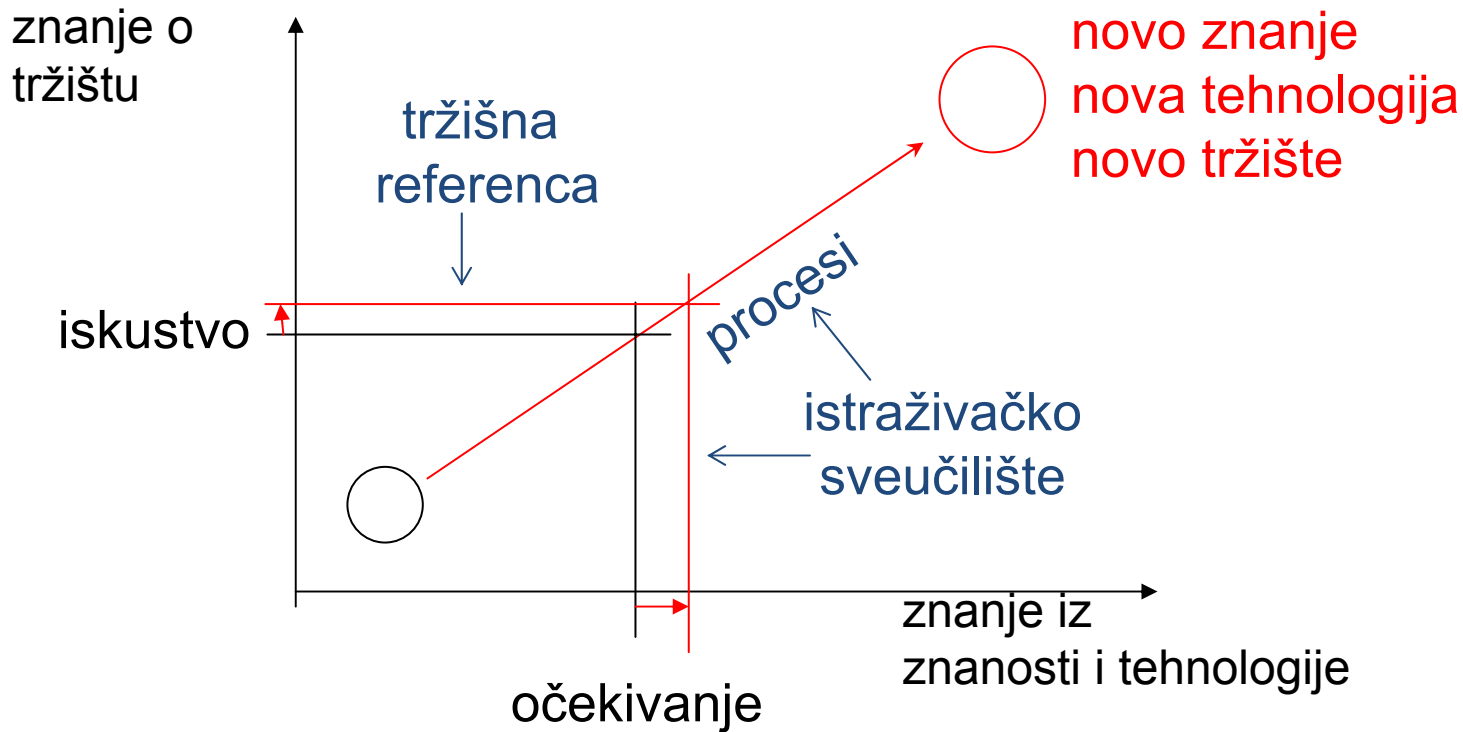 znanje o
tržištu
novo znanje
nova tehnologija
novo tržište
tržišna
referenca
iskustvo
procesi
istraživačko
sveučilište
znanje iz
znanosti i tehnologije
očekivanje